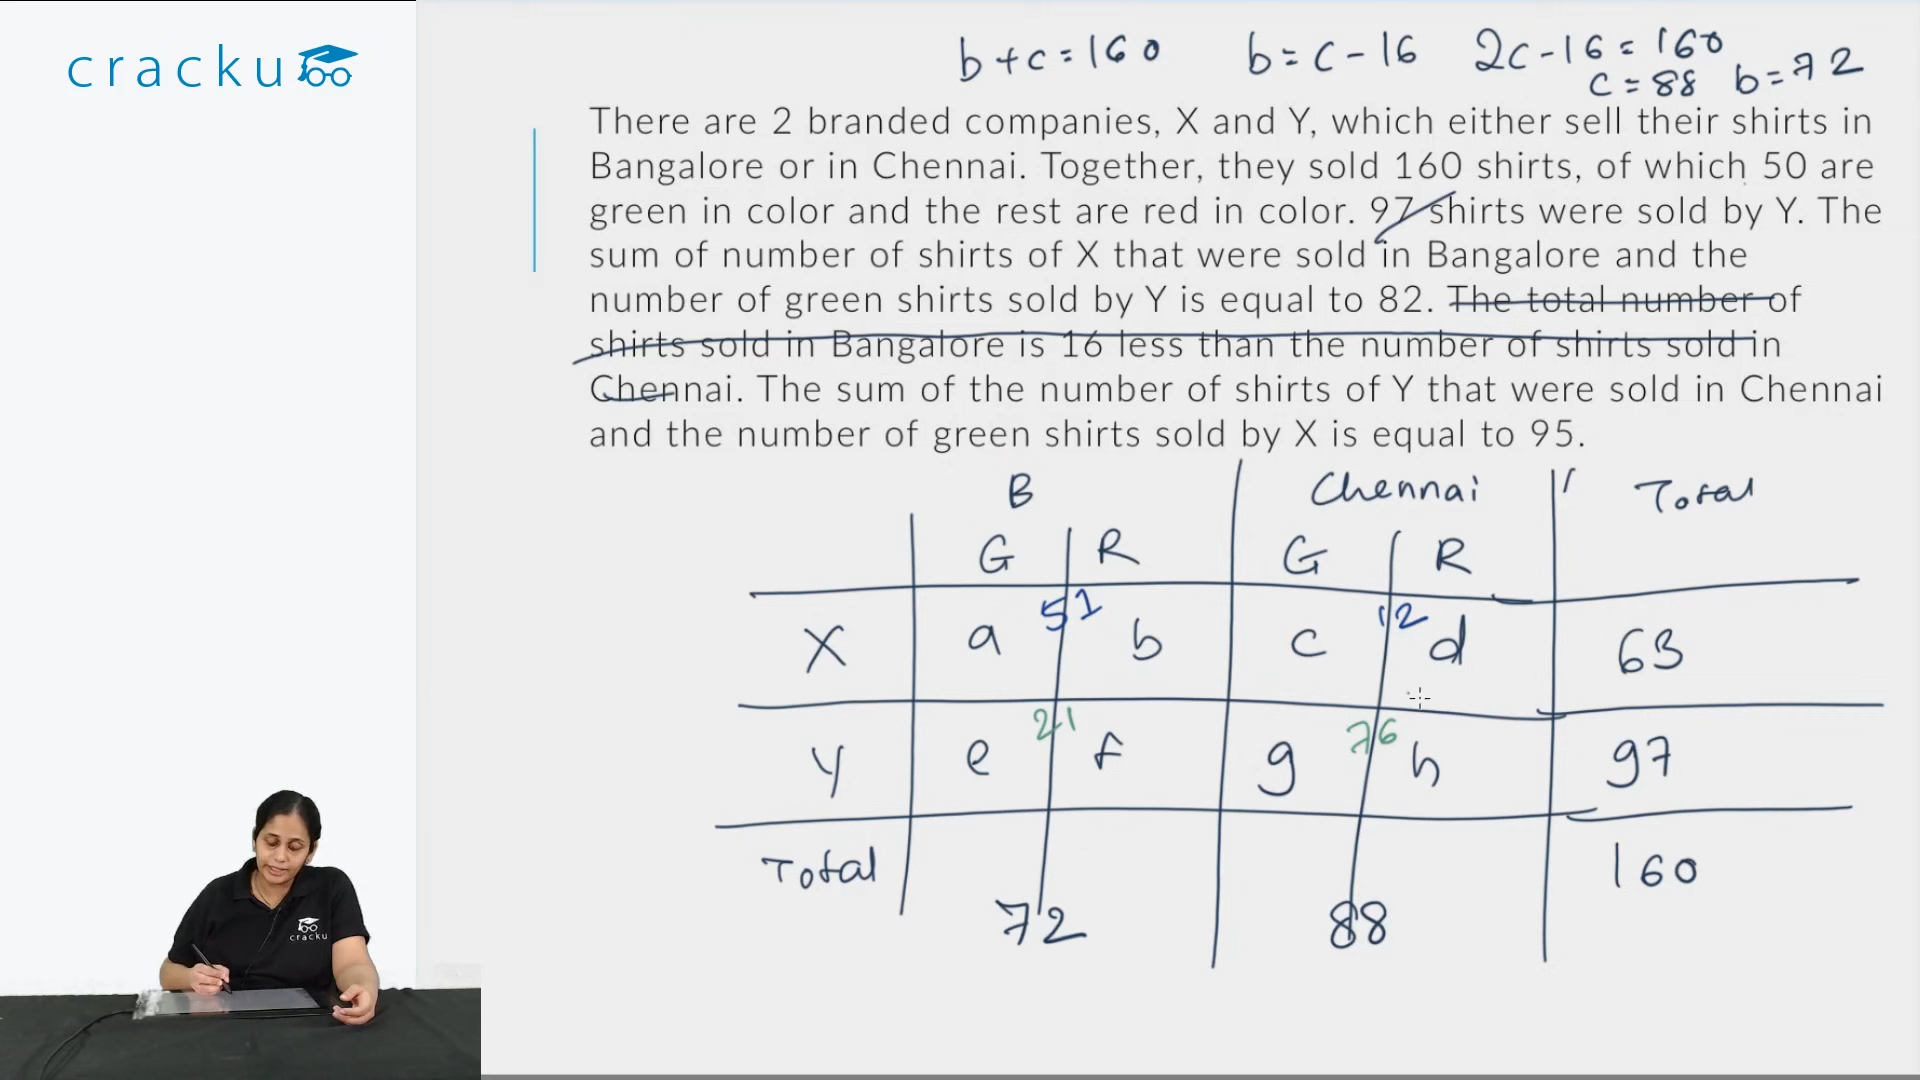 cracku
b+c=160 b=c-16 2c-16=160
c=88 b=72
There are 2 branded companies, X and Y, which either sell their shirts in
Bangalore or in Chennai. Together, they sold 160 shirts, of which 50 are
green in color and the rest are red in color. 97 shirts were sold by Y. The
sum of number of shirts of X that were sold in Bangalore and the
number of green shirts sold by Y is equal to 82. The total number of
shirts sold in Bangalore is 16 less than the number of shirts sold in
Chennai. The sum of the number of shirts of Y that were sold in Chennai
and the number of green shirts sold by X is equal to 95.
B Chennai Total
G R G R
51 12
X a b c d 63
21 76
Y e f g h 97
Total 160
72 88
cracku